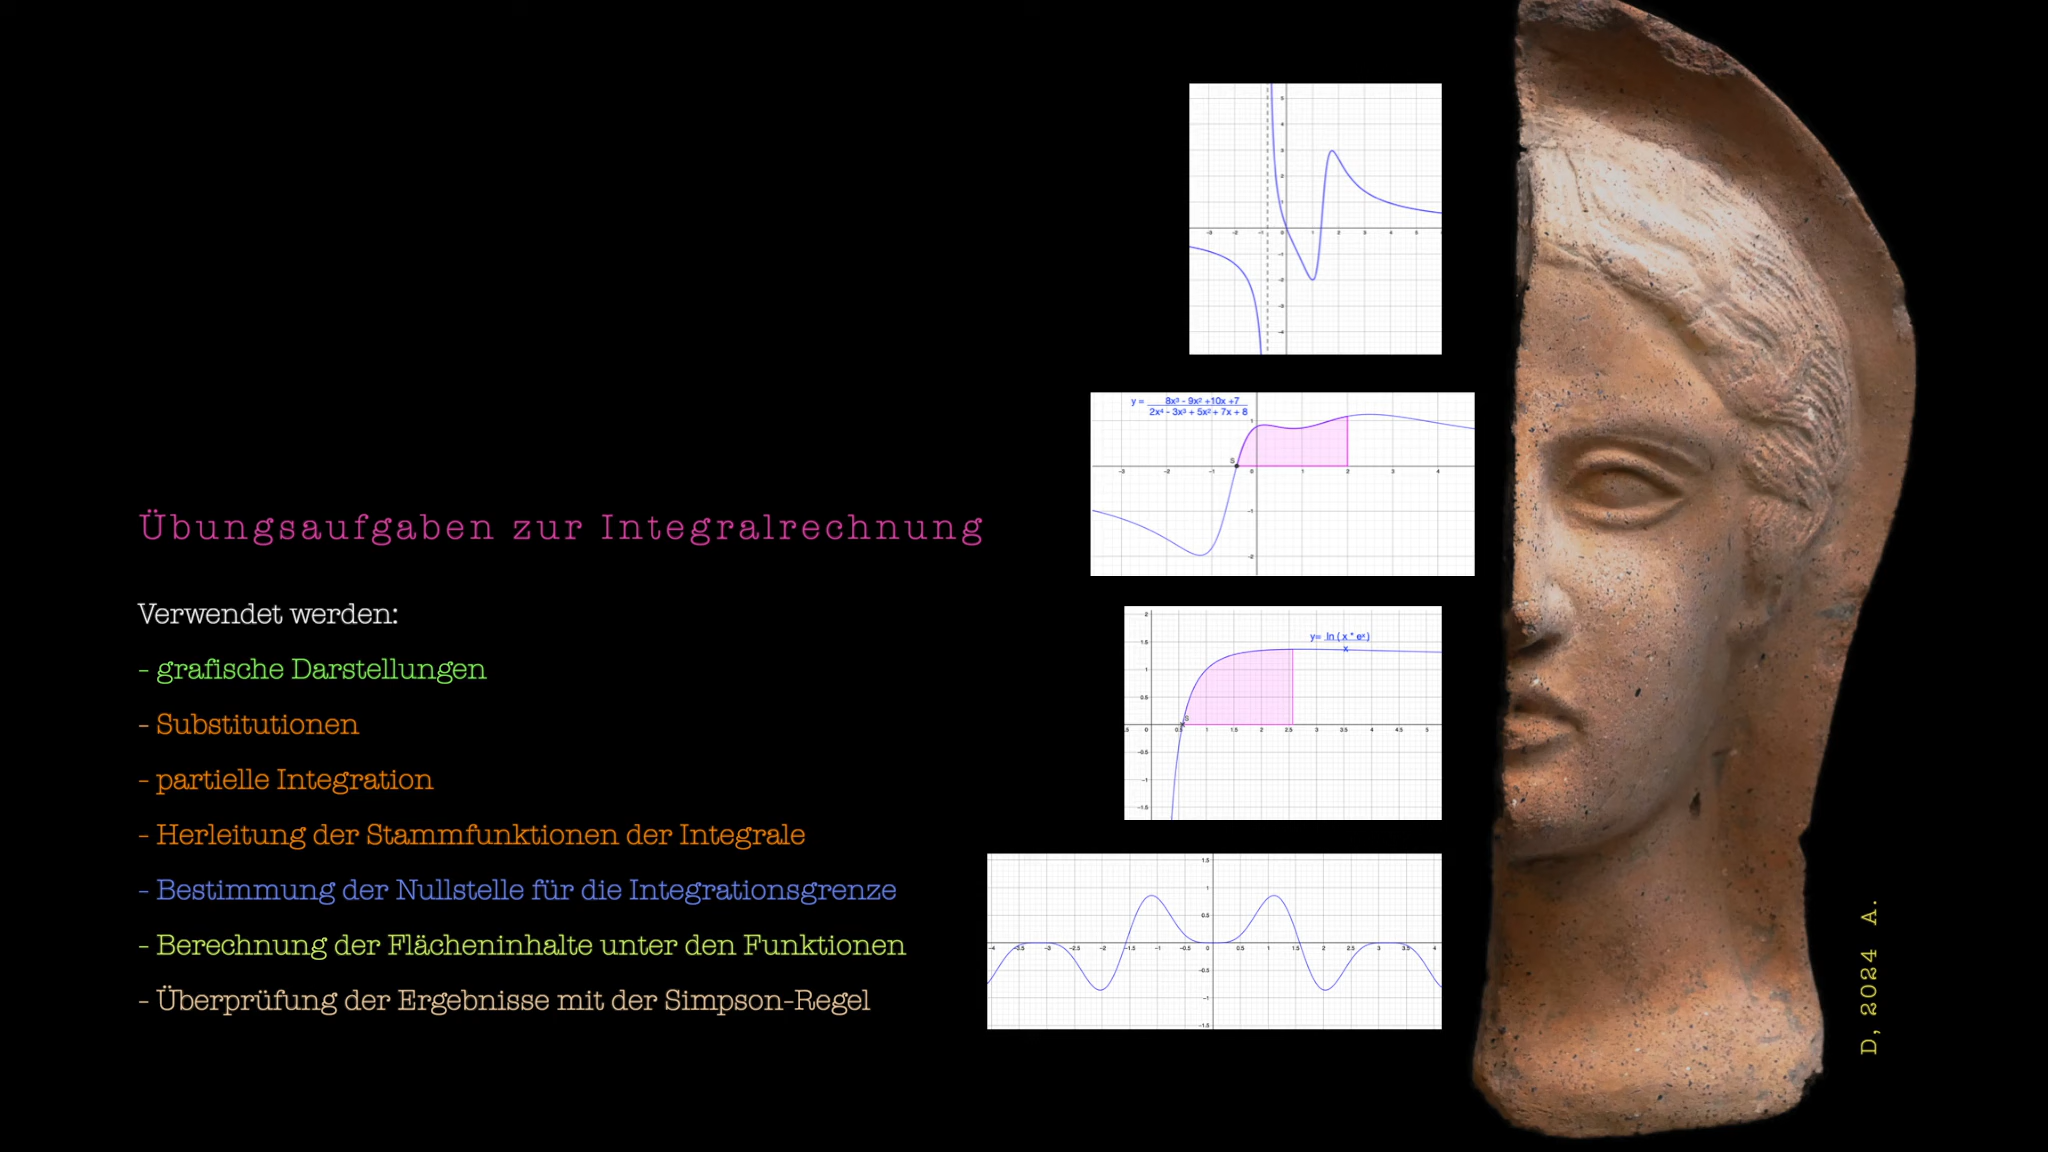 Übungsaufgaben zur Integralrechnung
Verwendet werden:
- grafische Darstellungen
- Substitutionen
- partielle Integration
- Herleitung der Stammfunktionen der Integrale
- Bestimmung der Nullstelle für die Integrationsgrenze
- Berechnung der Flächeninhalte unter den Funktionen
- Überprüfung der Ergebnisse mit der Simpson-Regel
y = 8x³ - 9x² +10x +7
2x⁴ - 3x³ + 5x² + 7x + 8
S
y= ln ( x * eˣ)
x
S
D, 2024 A.